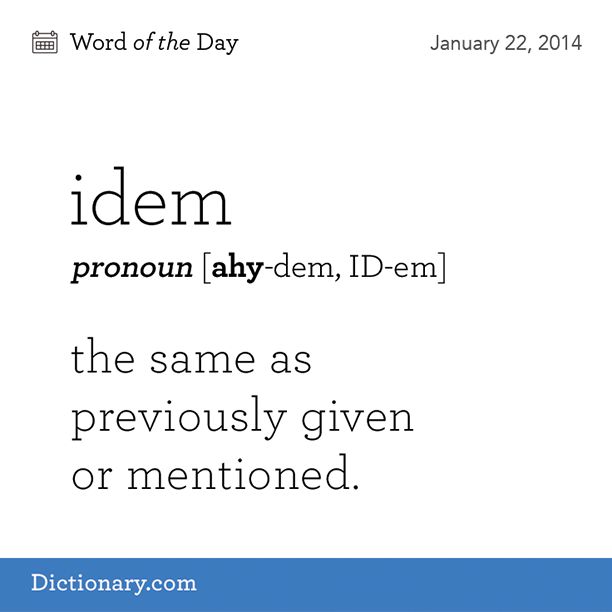 Word of the Day
January 22, 2014
idem
pronoun [ahy-dem, ID-em]
the same as
previously given
or mentioned.
Dictionary.com